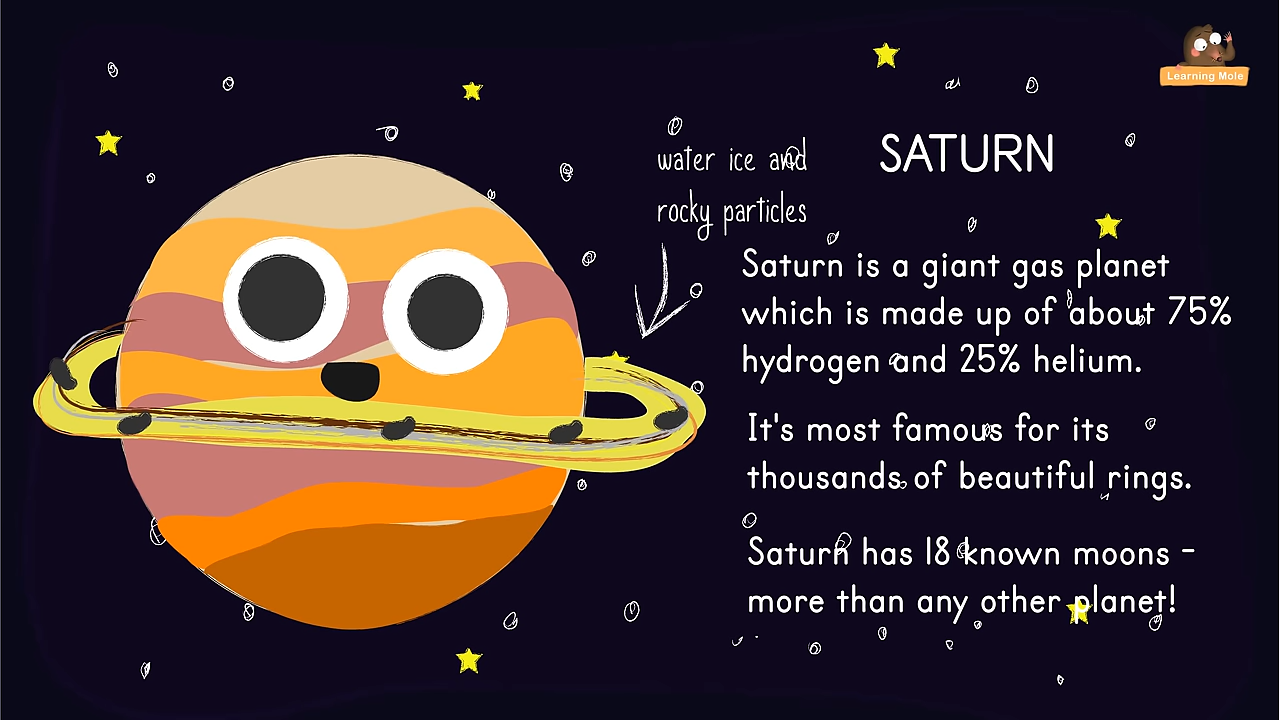 Learning Mole
SATURN
water ice and
rocky particles
Saturn is a giant gas planet
which is made up of about 75%
hydrogen and 25% helium.
It's most famous for its
thousands of beautiful rings.
Saturn has 18 known moons -
more than any other planet!